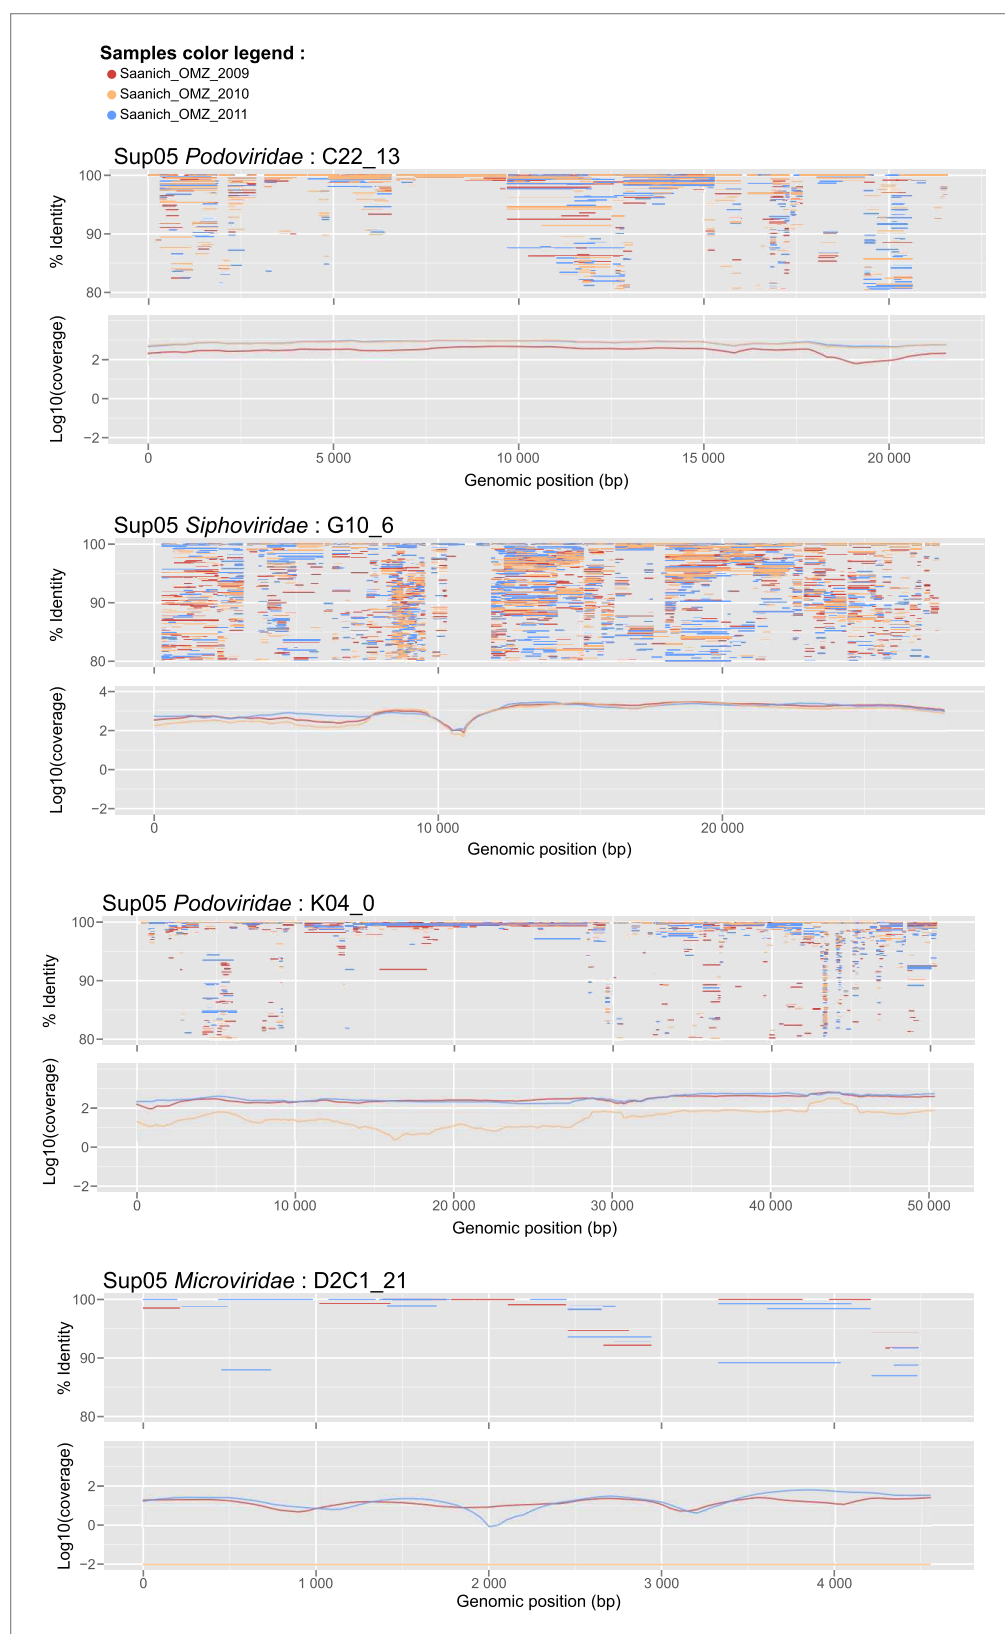 Samples color legend :
Saanich_OMZ_2009
Saanich_OMZ_2010
Saanich_OMZ_2011
Sup05 Podoviridae : C22_13
% Identity
100
90
80
Log10(coverage)
2
0
−2
0 5 000 10 000 15 000 20 000
Genomic position (bp)
Sup05 Siphoviridae : G10_6
% Identity
100
90
80
Log10(coverage)
4
2
0
−2
0 10 000 20 000
Genomic position (bp)
Sup05 Podoviridae : K04_0
% Identity
100
90
80
Log10(coverage)
2
0
−2
0 10 000 20 000 30 000 40 000 50 000
Genomic position (bp)
Sup05 Microviridae : D2C1_21
% Identity
100
90
80
Log10(coverage)
2
0
−2
0 1 000 2 000 3 000 4 000
Genomic position (bp)